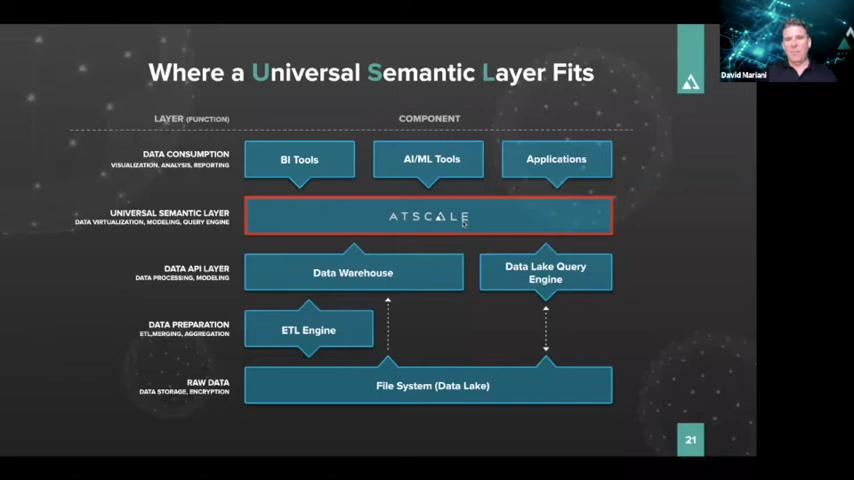 Where a Universal Semantic Layer Fits
David Mariani
LAYER (FUNCTION)
COMPONENT
DATA CONSUMPTION
VISUALIZATION, ANALYSIS, REPORTING
BI Tools
AI/ML Tools
Applications
UNIVERSAL SEMANTIC LAYER
DATA VIRTUALIZATION, MODELING, QUERY ENGINE
ATSCALE
DATA API LAYER
DATA PROCESSING, MODELING
Data Warehouse
Data Lake Query
Engine
DATA PREPARATION
ETL,MERGING, AGGREGATION
ETL Engine
RAW DATA
DATA STORAGE, ENCRYPTION
File System (Data Lake)
21